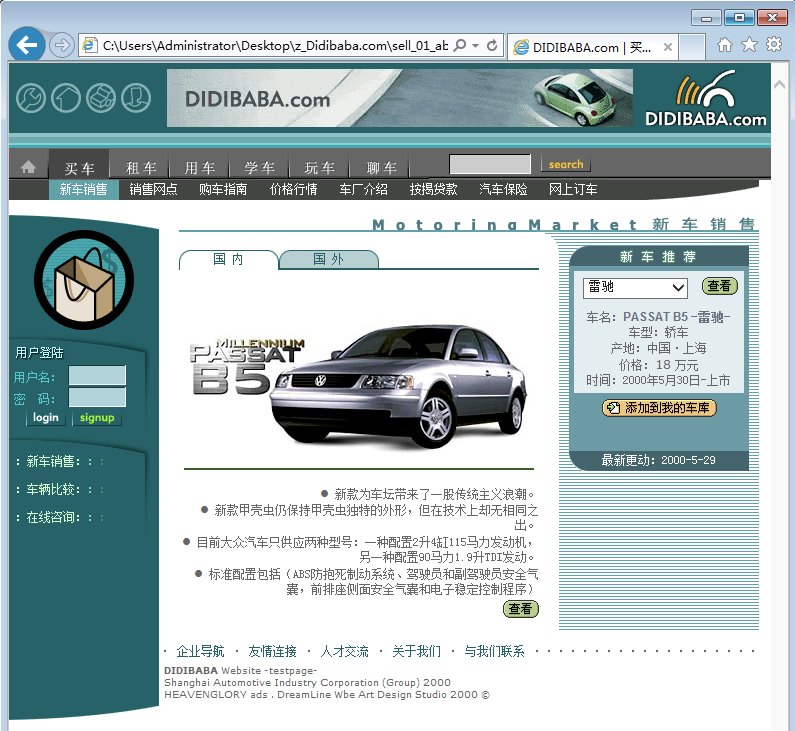 C:\Users\Administrator\Desktop\z_Didibaba.com\sell_01_ab
DIDIBABA.com | 买...
DIDIBABA.com
DIDIBABA.com
买 车 租 车 用 车 学 车 玩 车 聊 车 search
新车销售 销售网点 购车指南 价格行情 车厂介绍 按揭贷款 汽车保险 网上订车
MotoringMarket 新车销售
国 内 国 外
MILLENNIUM
PASSAT
B5
用户登陆
用户名：
密 码：
login signup
：新车销售：：：
：车辆比较：：：
：在线咨询：：：
新 车 推 荐
雷驰 查看
车名：PASSAT B5 -雷驰-
车型：轿车
产地：中国·上海
价格：18 万元
时间：2000年5月30日-上市
添加到我的车库
最新更动：2000-5-29
● 新款为车坛带来了一股传统主义浪潮。
● 新款甲壳虫仍保持甲壳虫独特的外形，但在技术上却无相同之
出。
● 目前大众汽车只供应两种型号：一种配置2升4缸115马力发动机，
另一种配置90马力1.9升TDI发动。
● 标准配置包括（ABS防抱死制动系统、驾驶员和副驾驶员安全气
囊，前排座侧面安全气囊和电子稳定控制程序）
查看
· 企业导航 · 友情连接 · 人才交流 · 关于我们 · 与我们联系
DIDIBABA Website -testpage-
Shanghai Automotive Industry Corporation (Group) 2000
HEAVENGLORY ads . DreamLine Wbe Art Design Studio 2000 ©